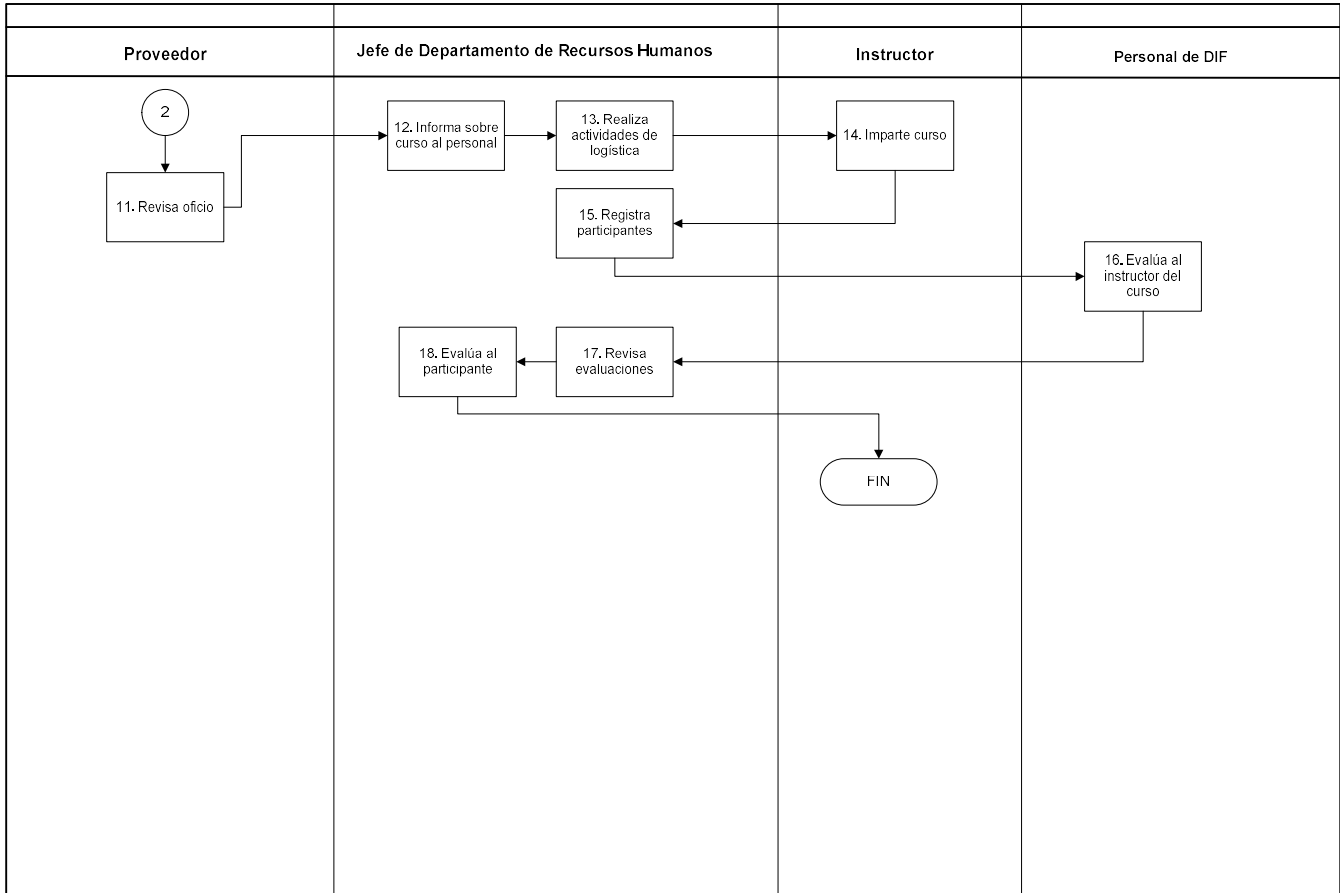 Proveedor
Jefe de Departamento de Recursos Humanos
Instructor
Personal de DIF
2
11. Revisa oficio
12. Informa sobre
curso al personal
13. Realiza
actividades de
logística
14. Imparte curso
15. Registra
participantes
16. Evalúa al
instructor del
curso
17. Revisa
evaluaciones
18. Evalúa al
participante
FIN